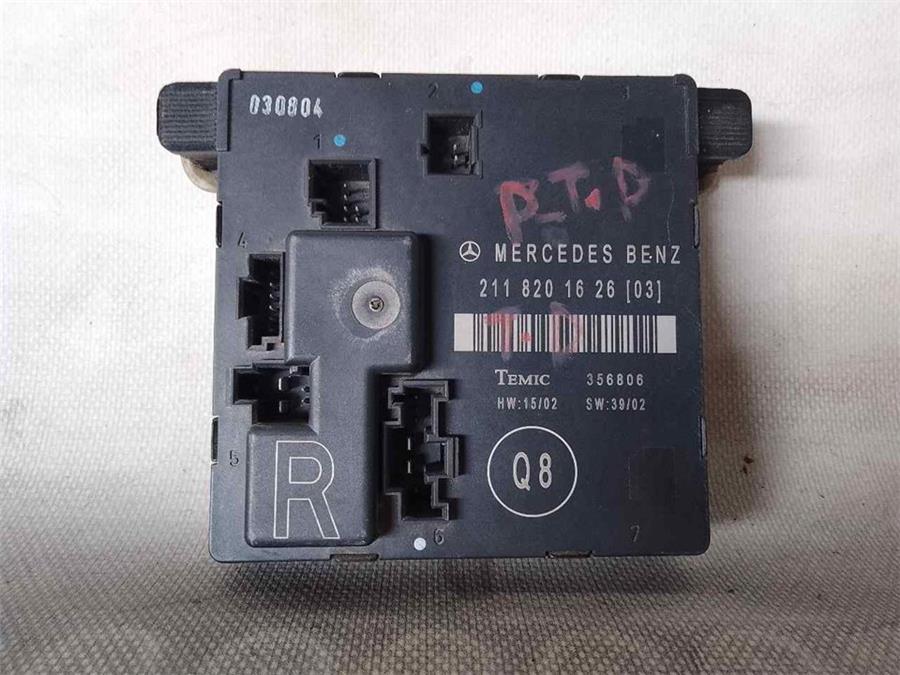 030804
1
2
3
P_T.D
4
MERCEDES BENZ
211 820 16 26 [03]
T.D
TEMIC 356806
HW:15/02 SW:39/02
5
R
Q8
6
7